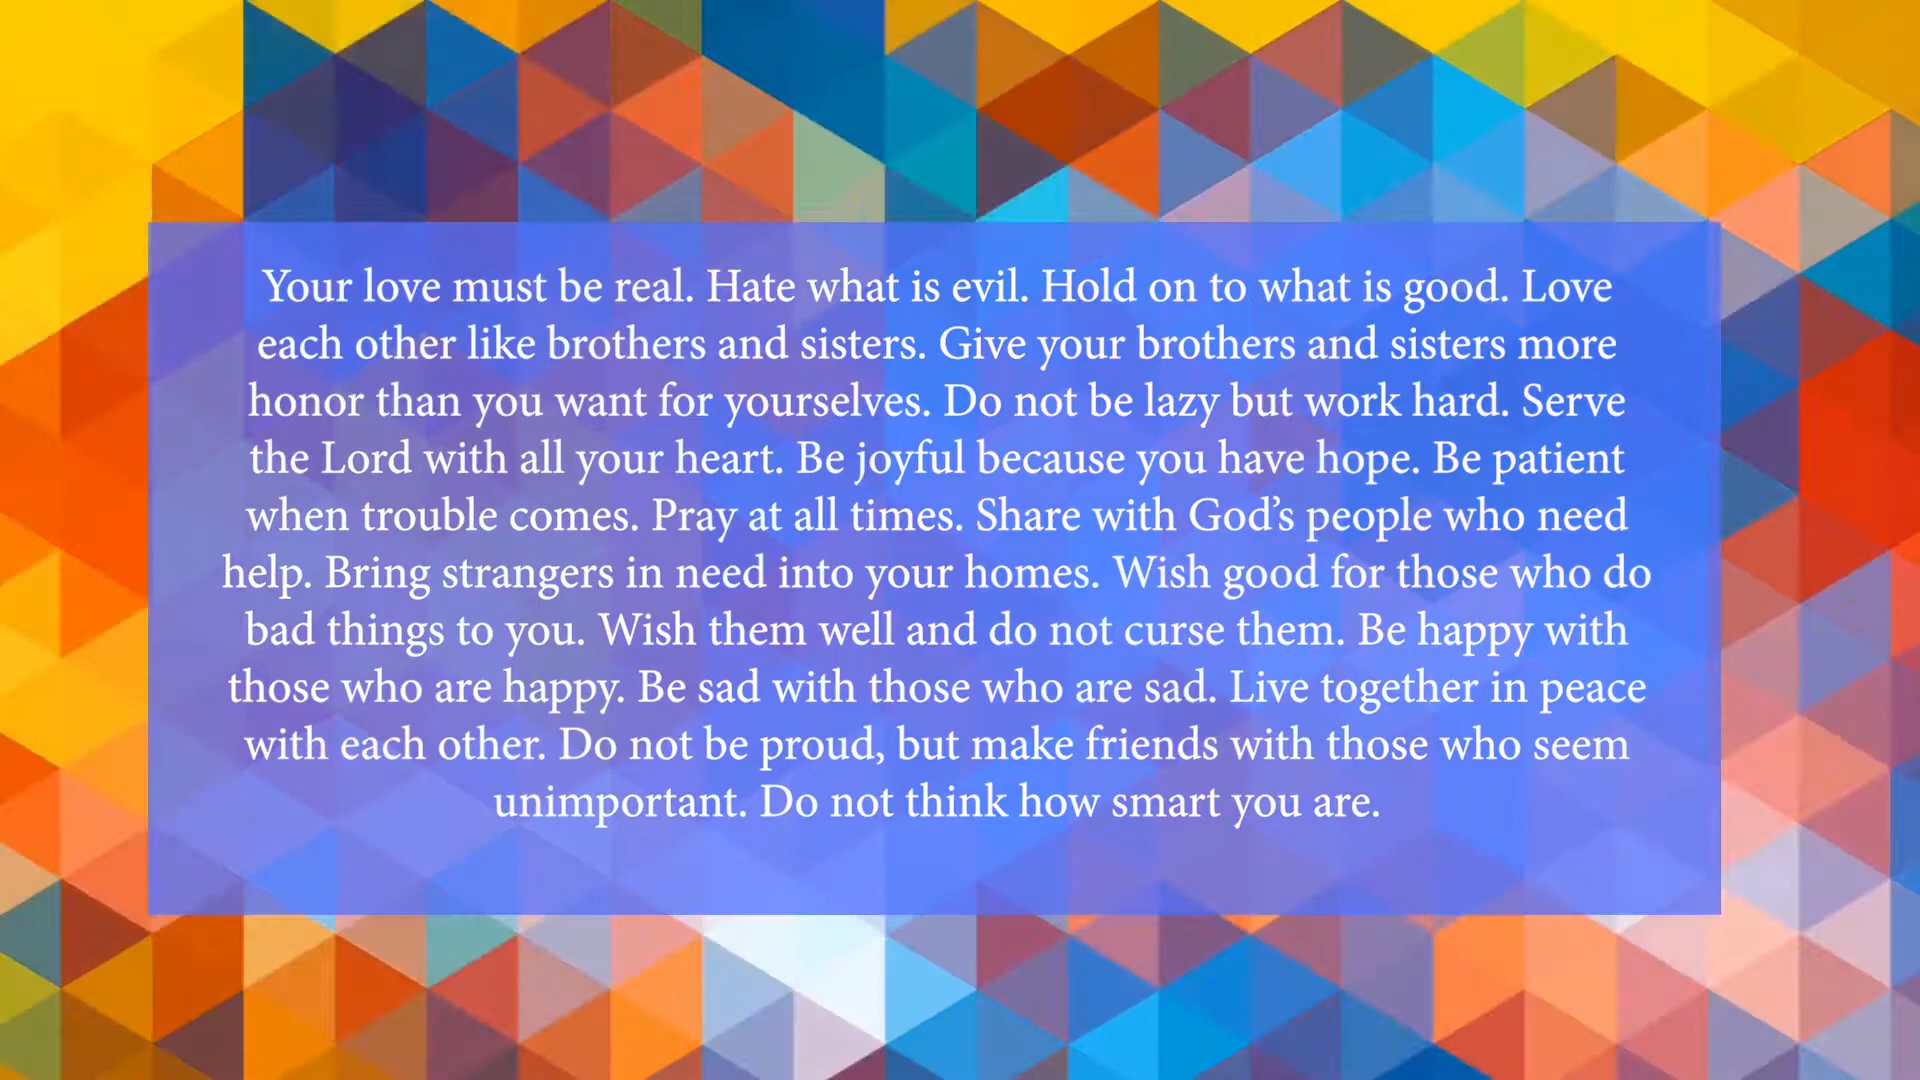 Your love must be real. Hate what is evil. Hold on to what is good. Love
each other like brothers and sisters. Give your brothers and sisters more
honor than you want for yourselves. Do not be lazy but work hard. Serve
the Lord with all your heart. Be joyful because you have hope. Be patient
when trouble comes. Pray at all times. Share with God’s people who need
help. Bring strangers in need into your homes. Wish good for those who do
bad things to you. Wish them well and do not curse them. Be happy with
those who are happy. Be sad with those who are sad. Live together in peace
with each other. Do not be proud, but make friends with those who seem
unimportant. Do not think how smart you are.